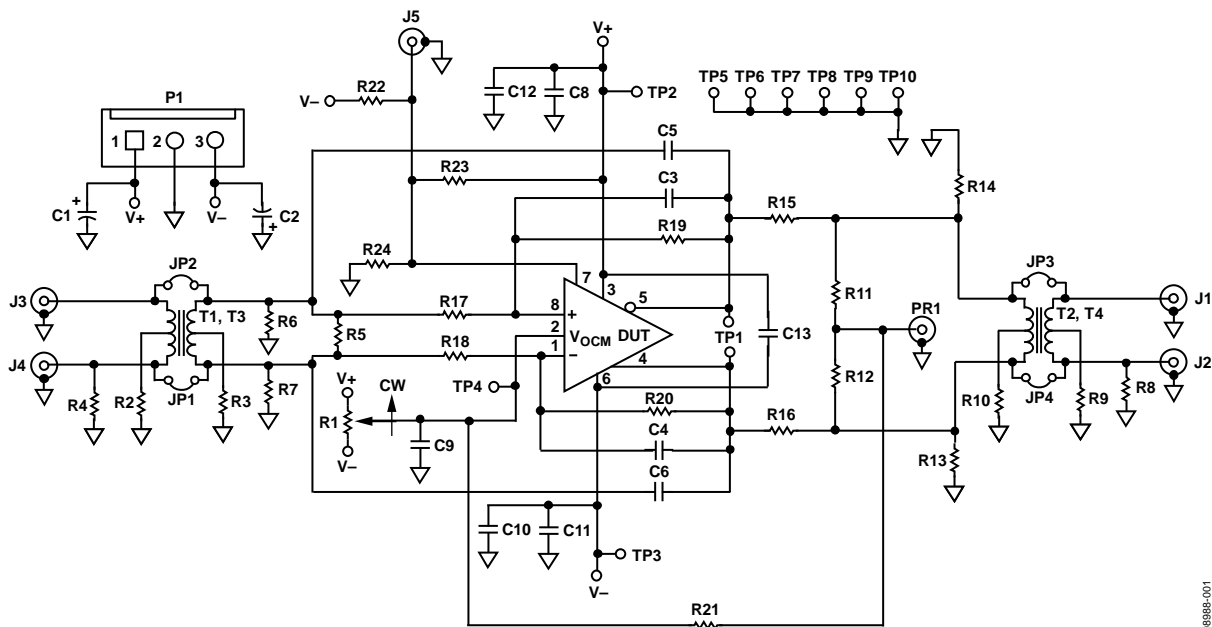 J5
V+
R22
V–
C12
C8
TP2
TP5 TP6 TP7 TP8 TP9 TP10
P1
1
2
3
C5
R23
C3
R14
C1
+
V+
V–
C2
+
R15
R19
R24
JP2
7
3
JP3
J3
T1, T3
R6
R17
8
+
5
R11
PR1
T2, T4
J1
R5
2
VOCM
DUT
TP1
C13
J4
R18
1
–
4
R12
J2
V+
CW
TP4
6
R4
R2
JP1
R3
R7
R1
C9
R20
R16
R10
JP4
R9
R8
V–
C4
R13
C6
C10
C11
TP3
V–
R21
08988-001